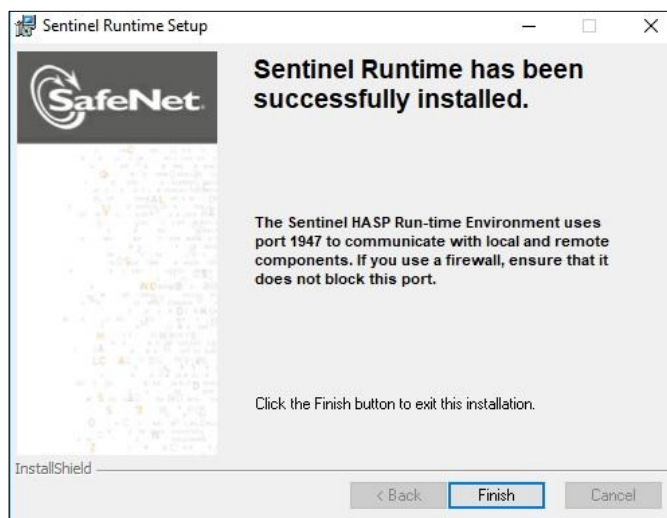 Sentinel Runtime Setup
SafeNet.
Sentinel Runtime has been
successfully installed.
The Sentinel HASP Run-time Environment uses
port 1947 to communicate with local and remote
components. If you use a firewall, ensure that it
does not block this port.
Click the Finish button to exit this installation.
InstallShield
< Back
Finish
Cancel